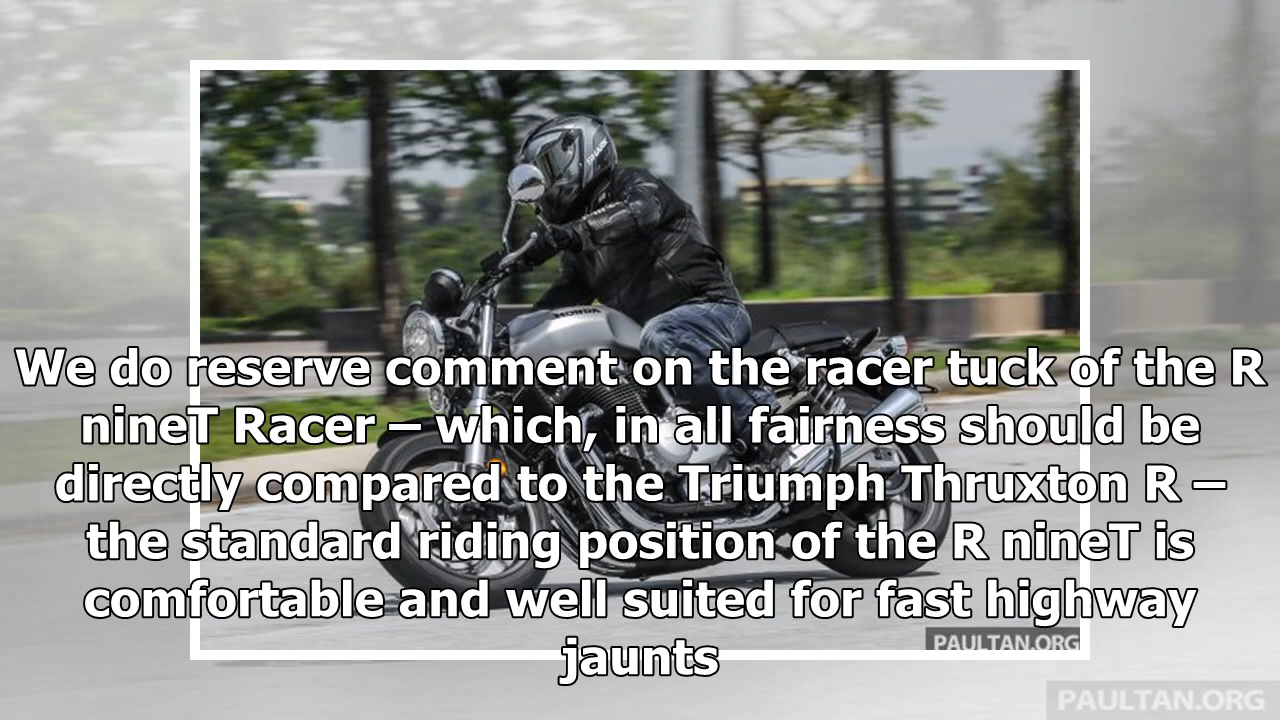 SHARK
HONDA
We do reserve comment on the racer tuck of the R
nineT Racer – which, in all fairness should be
directly compared to the Triumph Thruxton R –
the standard riding position of the R nineT is
comfortable and well suited for fast highway
jaunts
PAULTAN.ORG
PAULTAN.ORG